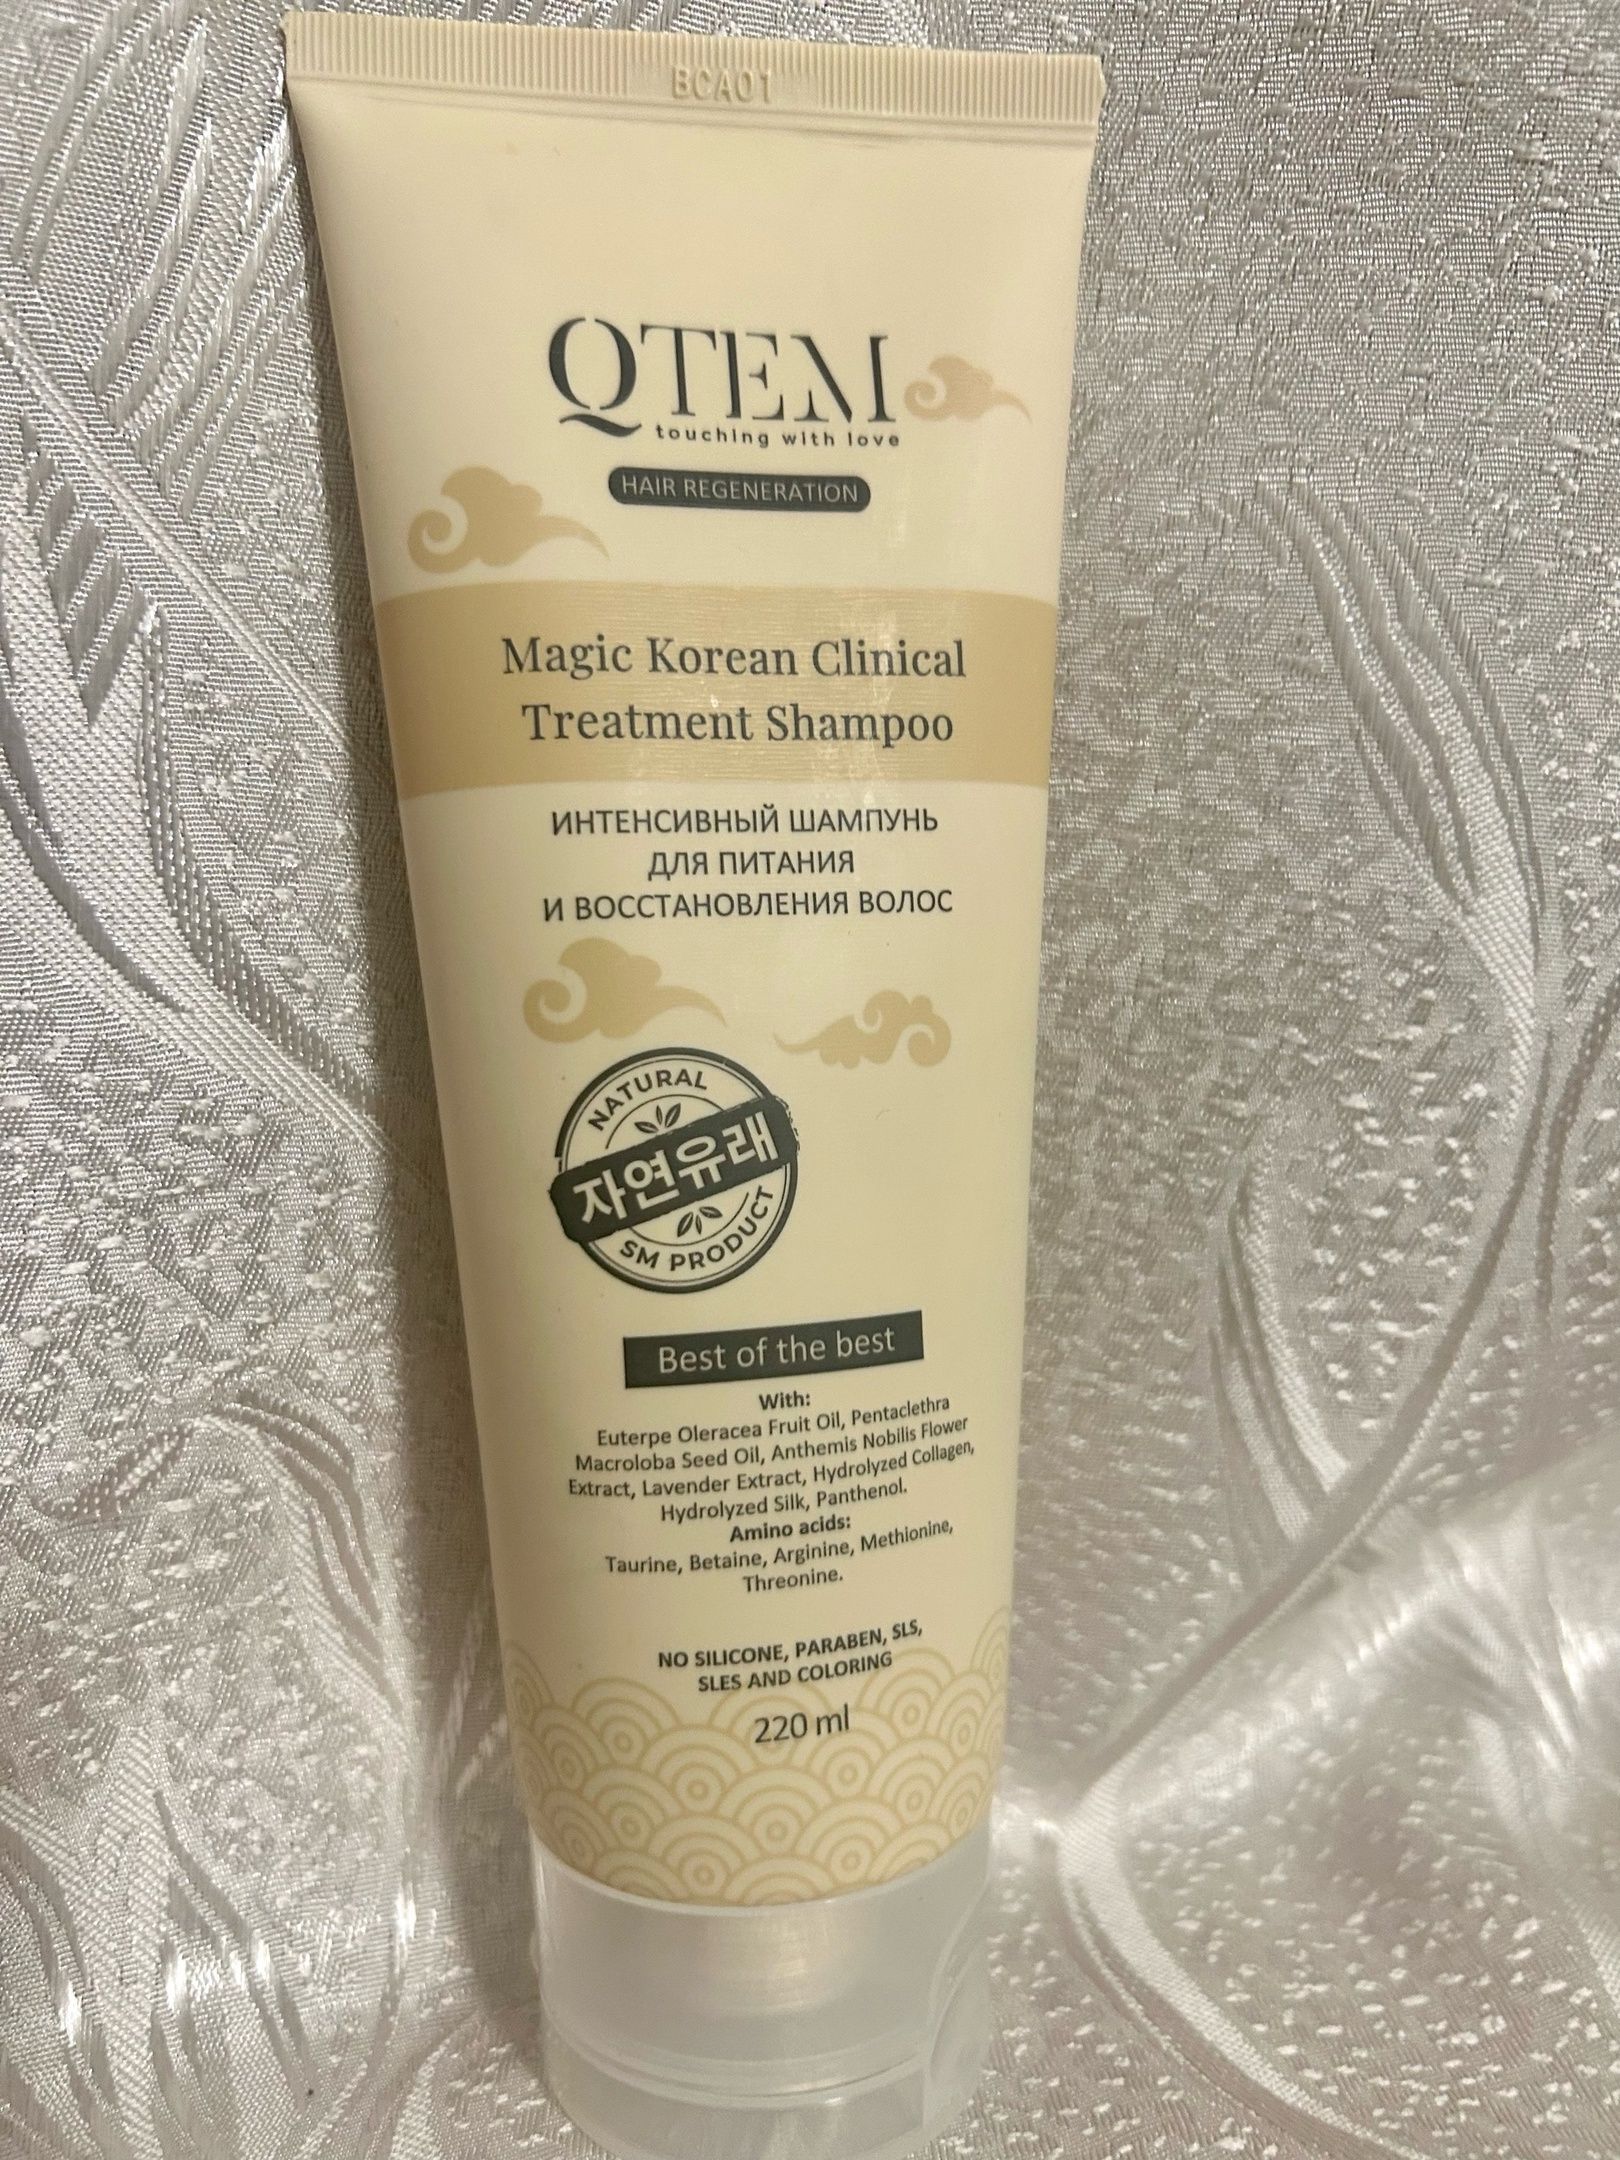 BCA01
QTEM
touching with love
HAIR REGENERATION
Magic Korean Clinical
Treatment Shampoo
ИНТЕНСИВНЫЙ ШАМПУНЬ
ДЛЯ ПИТАНИЯ
И ВОССТАНОВЛЕНИЯ ВОЛОС
NATURAL
자연유래
SM PRODUCT
Best of the best
With:
Euterpe Oleracea Fruit Oil, Pentaclethra
Macroloba Seed Oil, Anthemis Nobilis Flower
Extract, Lavender Extract, Hydrolyzed Collagen,
Hydrolyzed Silk, Panthenol.
Amino acids:
Taurine, Betaine, Arginine, Methionine,
Threonine.
NO SILICONE, PARABEN, SLS,
SLES AND COLORING
220 ml